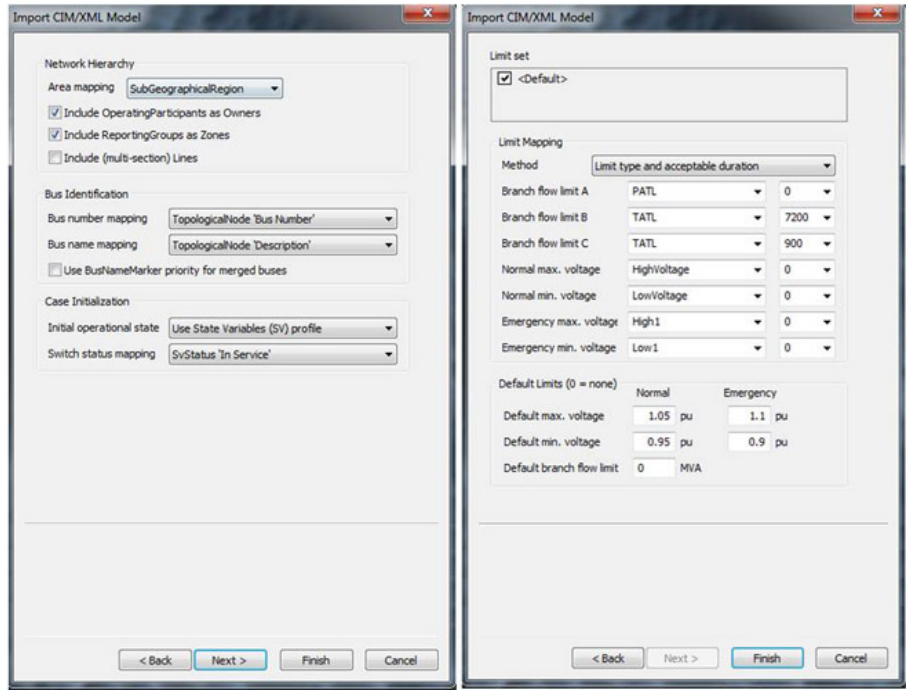 Import CIM/XML Model
Network Hierarchy
Area mapping SubGeographicalRegion
Include OperatingParticipants as Owners
Include ReportingGroups as Zones
Include (multi-section) Lines
Bus Identification
Bus number mapping TopologicalNode 'Bus Number'
Bus name mapping TopologicalNode 'Description'
Use BusNameMarker priority for merged buses
Case Initialization
Initial operational state Use State Variables (SV) profile
Switch status mapping SvStatus 'In Service'
< Back Next > Finish Cancel
Import CIM/XML Model
Limit set
<Default>
Limit Mapping
Method Limit type and acceptable duration
Branch flow limit A PATL 0
Branch flow limit B TATL 7200
Branch flow limit C TATL 900
Normal max. voltage HighVoltage 0
Normal min. voltage LowVoltage 0
Emergency max. voltage High1 0
Emergency min. voltage Low1 0
Default Limits (0 = none)
Normal Emergency
Default max. voltage 1.05 pu 1.1 pu
Default min. voltage 0.95 pu 0.9 pu
Default branch flow limit 0 MVA
< Back Next > Finish Cancel